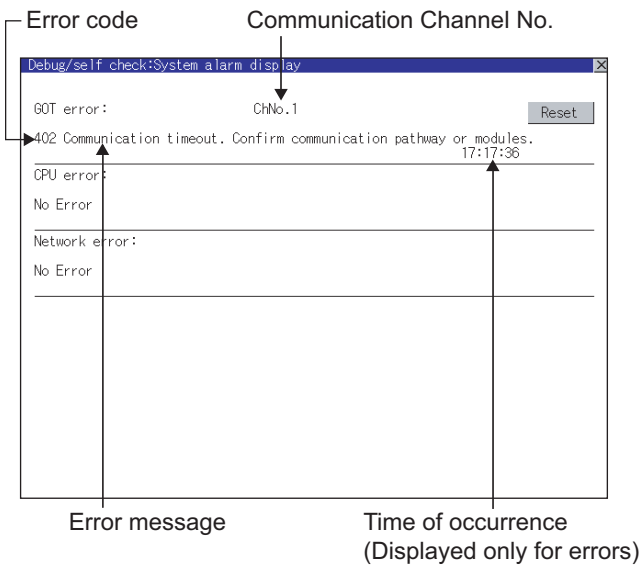 Error code
Communication Channel No.
Debug/self check:System alarm display
GOT error: ChNo.1
Reset
402 Communication timeout. Confirm communication pathway or modules.
17:17:36
CPU error:
No Error
Network error:
No Error
Error message
Time of occurrence
(Displayed only for errors)